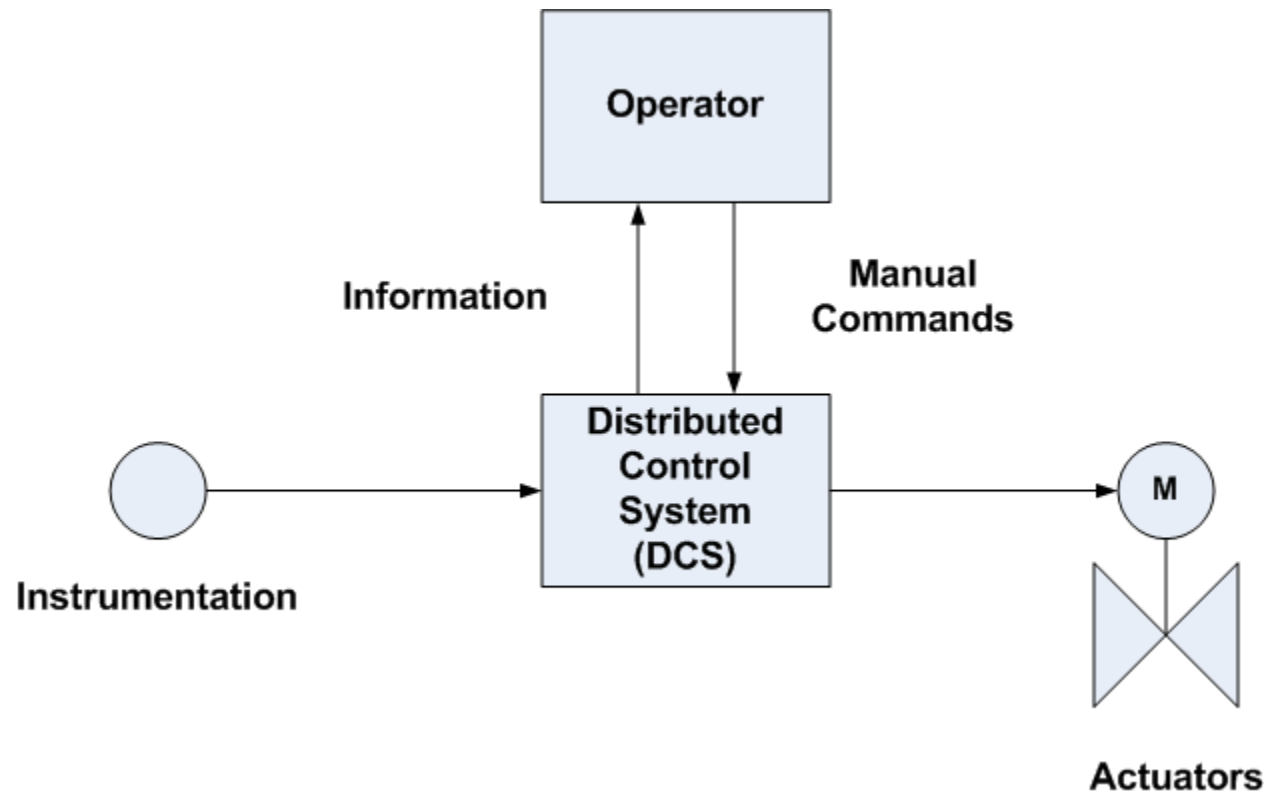 Operator
Information
Manual
Commands
Distributed
Control
System
(DCS)
M
Instrumentation
Actuators